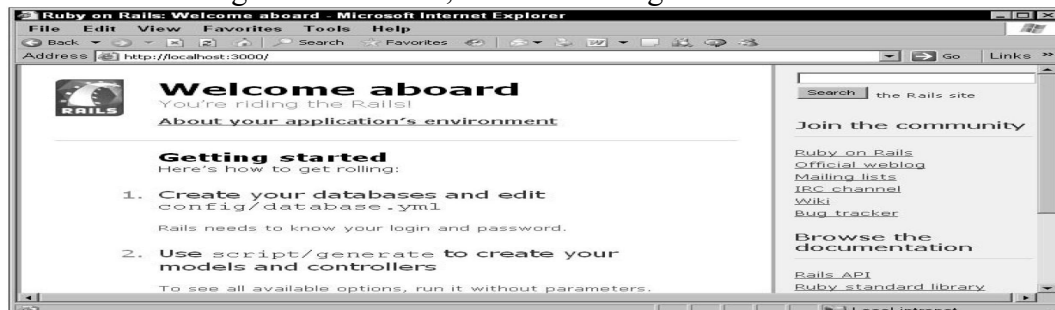 Ruby on Rails: Welcome aboard - Microsoft Internet Explorer
File Edit View Favorites Tools Help
Back Search Favorites
Address http://localhost:3000/ Go Links »
RAILS
Welcome aboard
You're riding the Rails!
About your application's environment
Getting started
Here's how to get rolling:
1. Create your databases and edit
config/database.yml
Rails needs to know your login and password.
2. Use script/generate to create your
models and controllers
To see all available options, run it without parameters.
Search the Rails site
Join the community
Ruby on Rails
Official weblog
Mailing lists
IRC channel
Wiki
Bug tracker
Browse the
documentation
Rails API
Ruby standard library
Local intranet